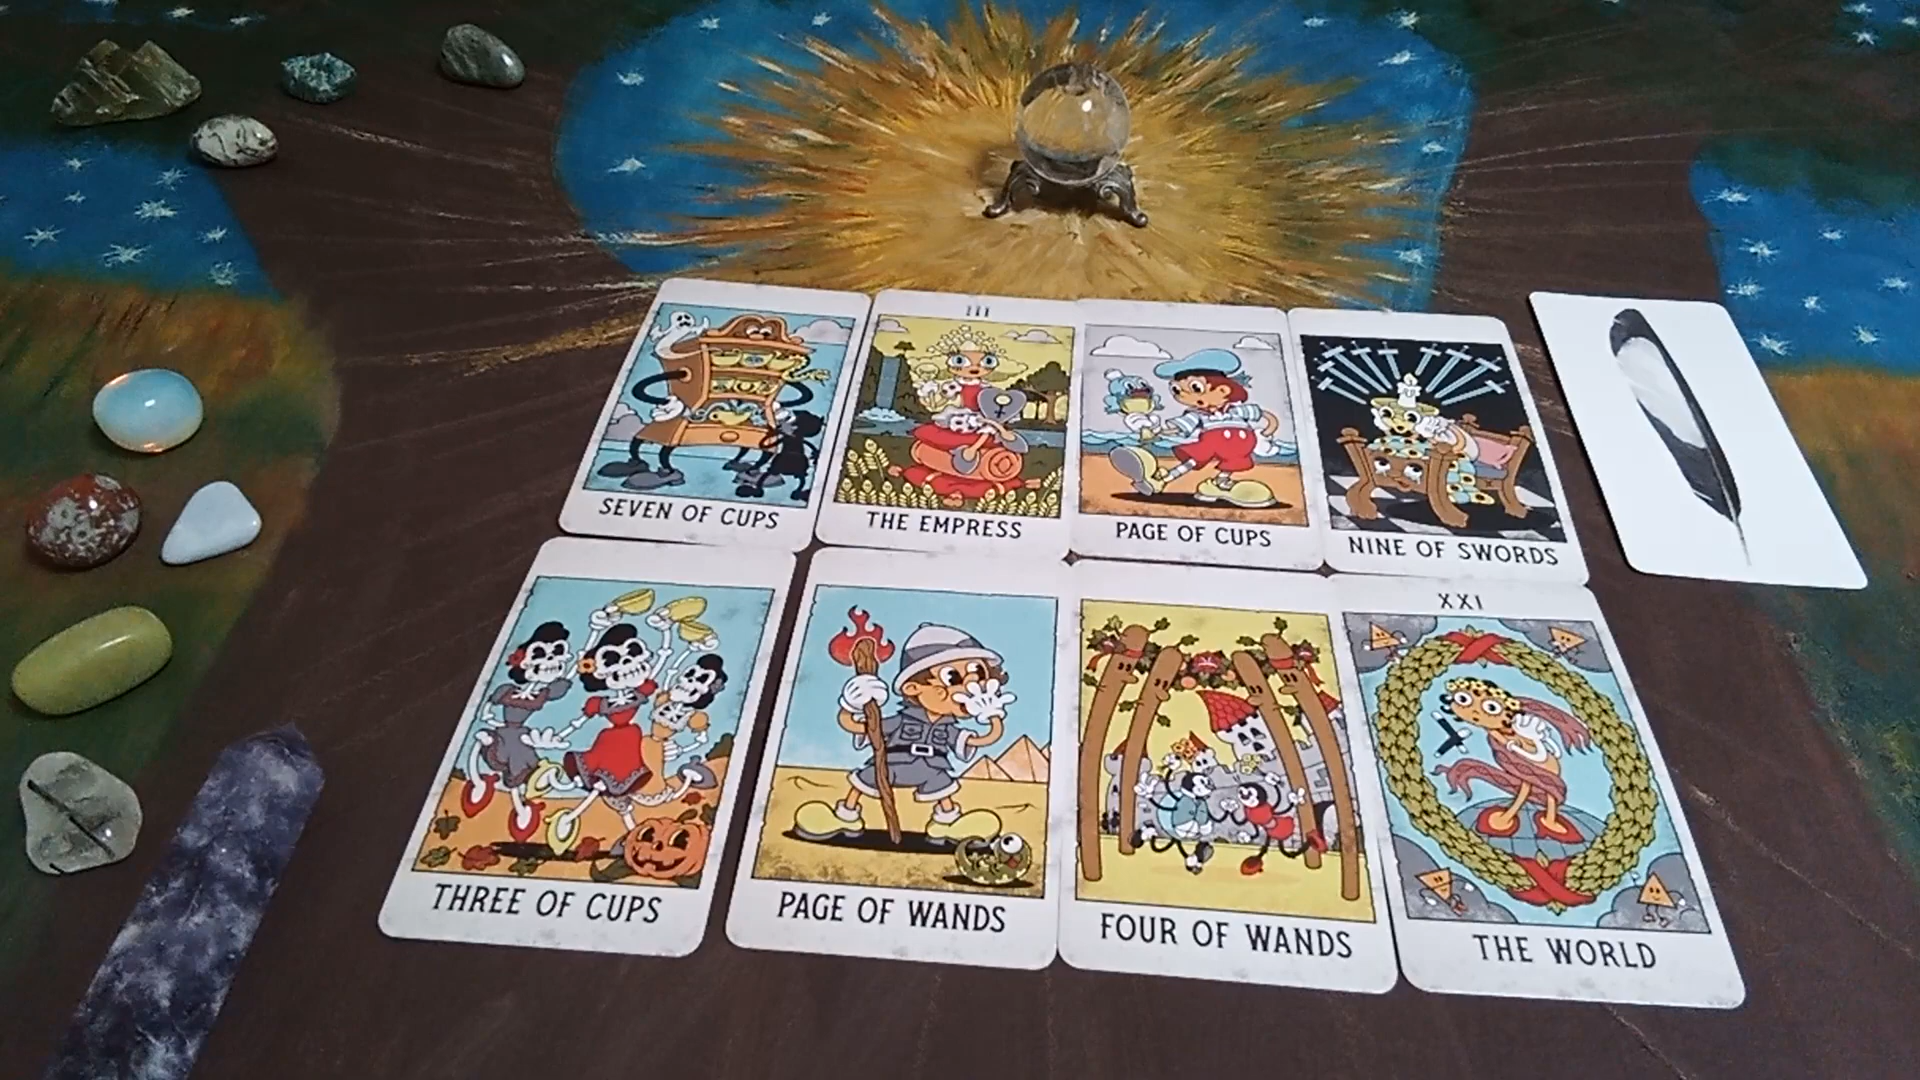 SEVEN OF CUPS
III
THE EMPRESS
PAGE OF CUPS
NINE OF SWORDS
THREE OF CUPS
PAGE OF WANDS
FOUR OF WANDS
XXI
THE WORLD